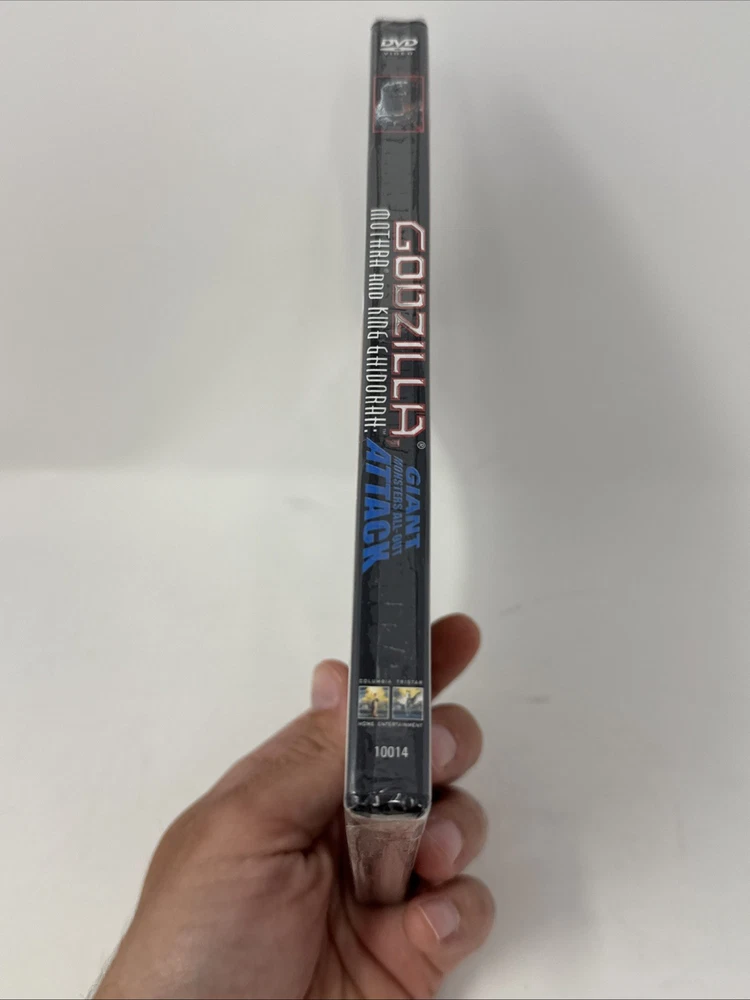 DVD
VIDEO
GODZILLA®
MOTHRA® AND KING GHIDORAH:
GIANT
MONSTERS ALL-OUT
ATTACK
COLUMBIA TRISTAR
HOME ENTERTAINMENT
10014